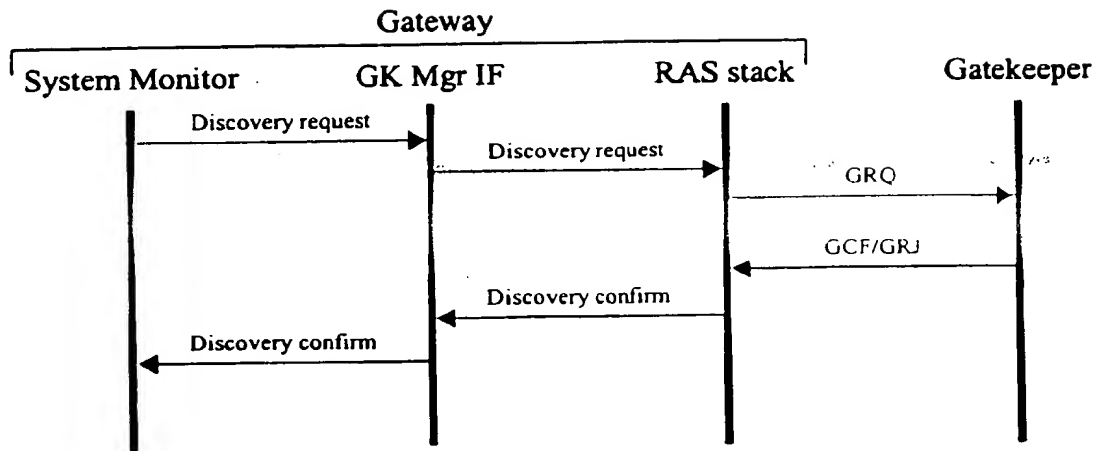 Gateway
System Monitor GK Mgr IF RAS stack Gatekeeper
Discovery request
Discovery request
GRQ
GCF/GRJ
Discovery confirm
Discovery confirm